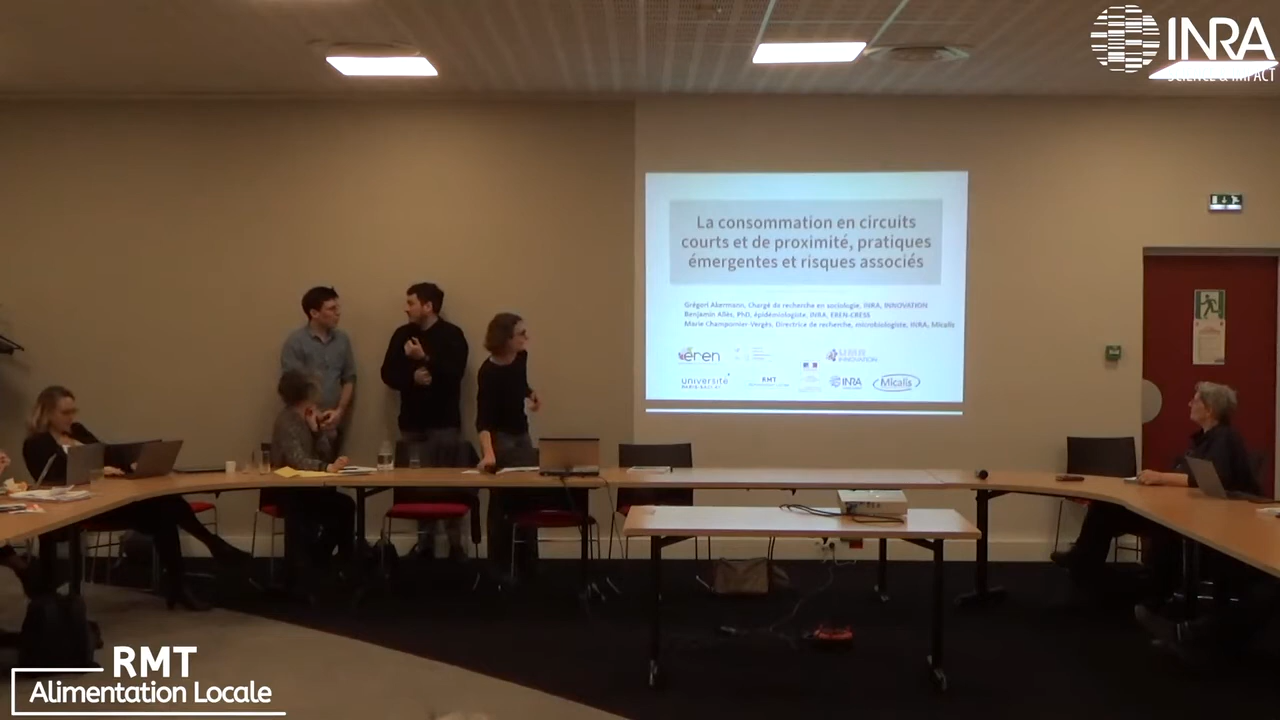 INRA
SCIENCE & IMPACT
La consommation en circuits
courts et de proximité, pratiques
émergentes et risques associés
Grégori Akermann, Chargé de recherche en sociologie, INRA, INNOVATION
Benjamin Allès, PhD, épidémiologiste, INRA, EREN-CRESS
Marie Champomier-Vergès, Directrice de recherche, microbiologiste, INRA, Micalis
eren
UMR
INNOVATION
université
RMT
INRA
Micalis
RMT
Alimentation Locale